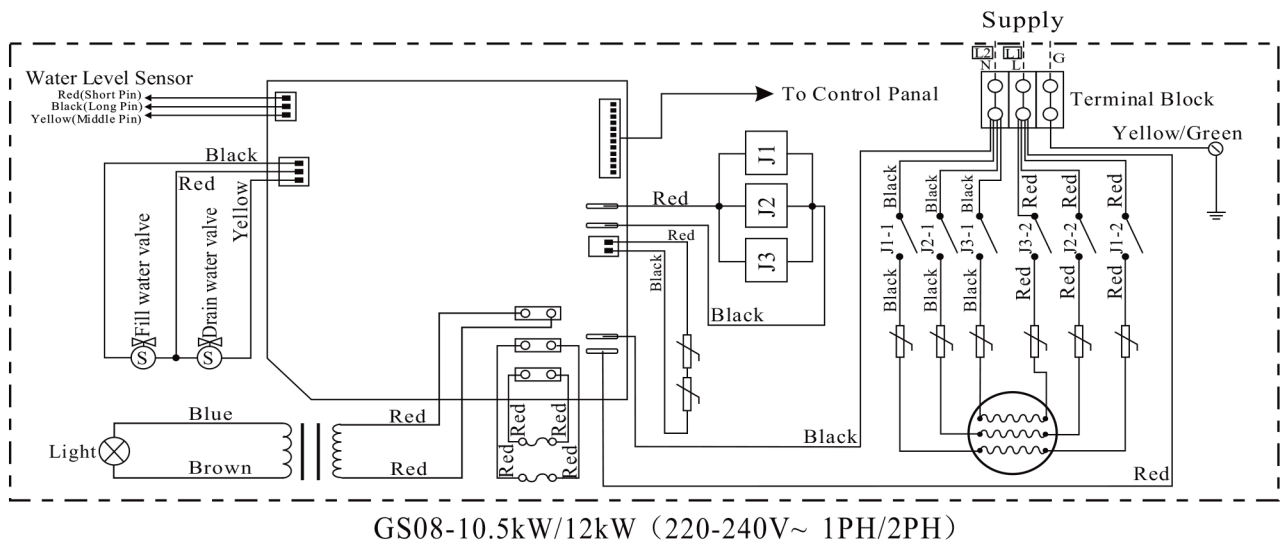 Supply
L2 L1 G
N L
Water Level Sensor
Red(Short Pin)
Black(Long Pin)
Yellow(Middle Pin)
To Control Panel
Terminal Block
Yellow/Green
Black
Red
Yellow
Fill water valve
Drain water valve
S
S
Red
Red
Black
J1
J2
J3
Black
Black
Black
Black
Red
Red
Red
J1-1
J2-1
J3-1
J3-2
J2-2
J1-2
Black
Black
Black
Red
Red
Red
Light
Blue
Brown
Red
Red
Red
Red
Red
Red
Black
Red
GS08-10.5kW/12kW（220-240V~ 1PH/2PH）